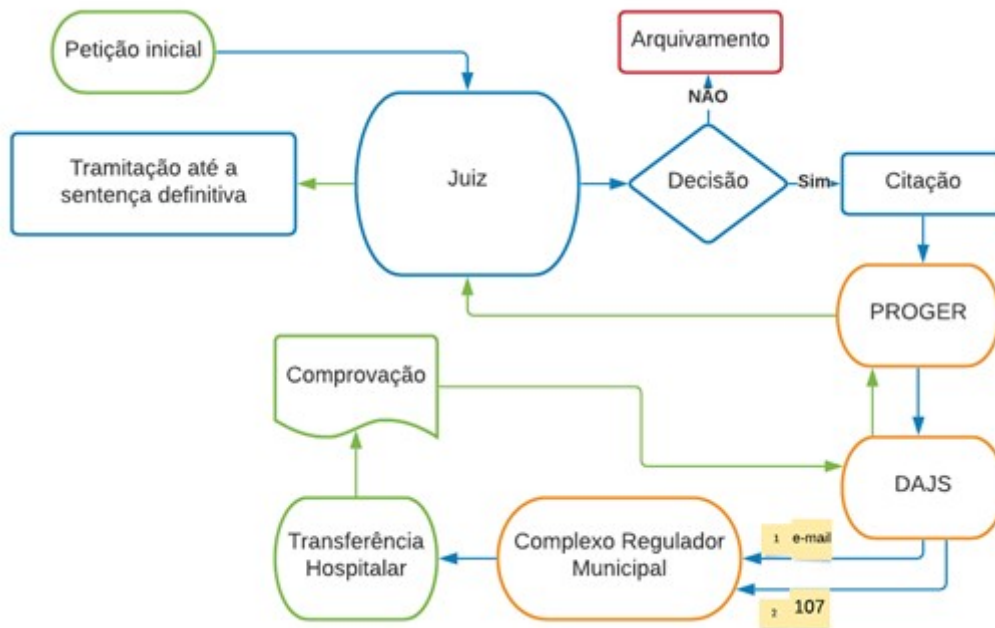 Petição inicial
Arquivamento
NÃO
Tramitação até a
sentença definitiva
Juiz
Decisão
Sim
Citação
PROGER
Comprovação
DAJS
Transferência
Hospitalar
Complexo Regulador
Municipal
1 e-mail
2 107